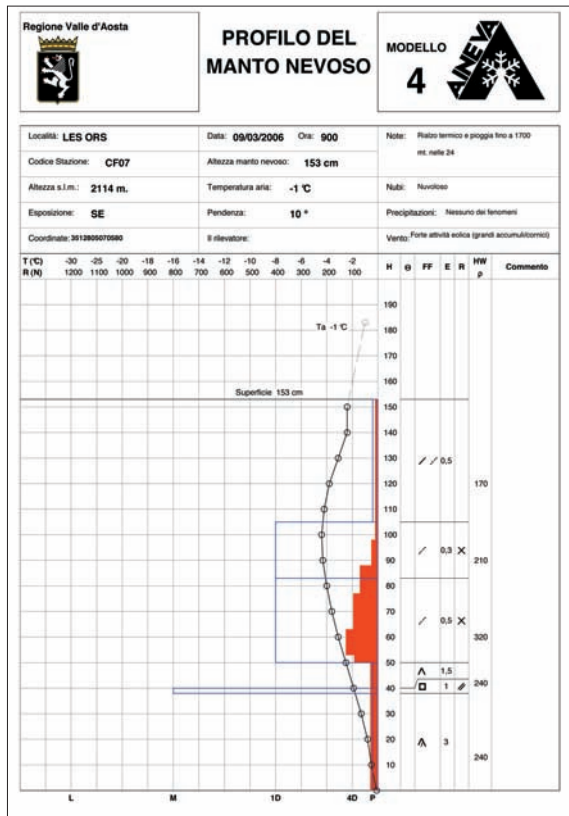 Regione Valle d'Aosta
PROFILO DEL
MANTO NEVOSO
MODELLO
4
AINEVA
Località: LES ORS
Data: 09/03/2006 Ora: 900
Note: Rialzo termico e pioggia fino a 1700
mt. nelle 24
Codice Stazione: CF07
Altezza manto nevoso: 153 cm
Altezza s.l.m.: 2114 m.
Temperatura aria: -1 °C
Nubi: Nuvoloso
Esposizione: SE
Pendenza: 10 °
Precipitazioni: Nessuno dei fenomeni
Coordinate: 3512805070580
Il rilevatore:
Vento: Forte attività eolica (grandi accumuli/cornici)
T (°C) -30 -25 -20 -18 -16 -14 -12 -10 -8 -6 -4 -2
R (N) 1200 1100 1000 900 800 700 600 500 400 300 200 100
H Θ FF E R HW ρ Commento
190
Ta -1 °C 180
170
160
Superficie 153 cm
150
140
130 0,5
120 170
110
100
90 0,3 210
80
70 0,5
60 320
50
1,5
40 1 240
30
20 3 240
10
L M 1D 4D P